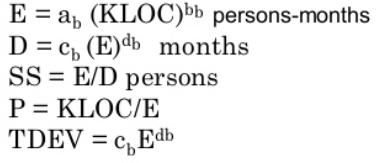 E = a_b (KLOC)^bb persons-months
D = c_b (E)^db months
SS = E/D persons
P = KLOC/E
TDEV = c_bE^db